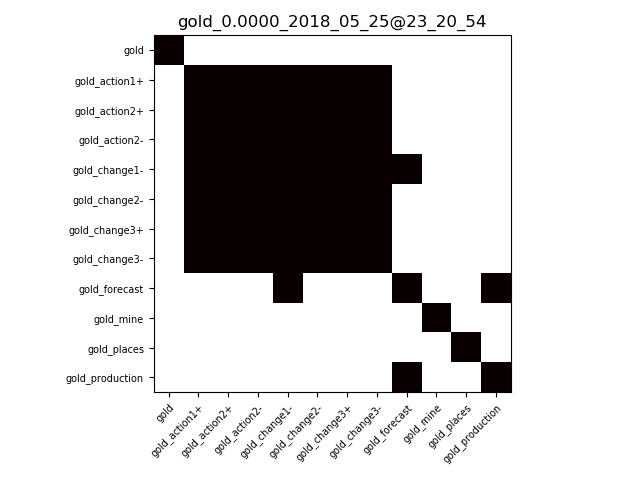 gold_0.0000_2018_05_25@23_20_54
gold
gold_action1+
gold_action2+
gold_action2-
gold_change1-
gold_change2-
gold_change3+
gold_change3-
gold_forecast
gold_mine
gold_places
gold_production
gold
gold_action1+
gold_action2+
gold_action2-
gold_change1-
gold_change2-
gold_change3+
gold_change3-
gold_forecast
gold_mine
gold_places
gold_production